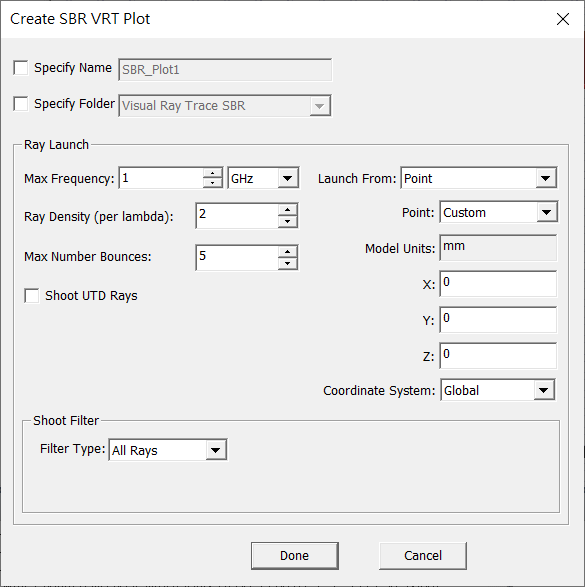 Create SBR VRT Plot
Specify Name
SBR_Plot1
Specify Folder
Visual Ray Trace SBR
Ray Launch
Max Frequency: 1 GHz
Launch From: Point
Ray Density (per lambda): 2
Point: Custom
Max Number Bounces: 5
Model Units: mm
Shoot UTD Rays
X: 0
Y: 0
Z: 0
Coordinate System: Global
Shoot Filter
Filter Type: All Rays
Done
Cancel